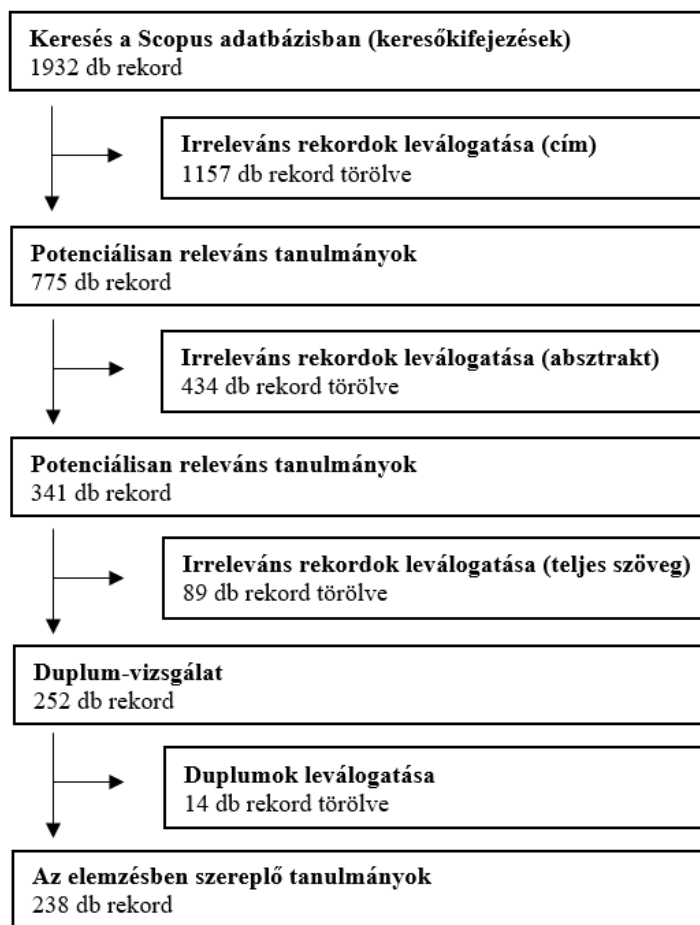 Keresés a Scopus adatbázisban (keresőkifejezések)
1932 db rekord
Irreleváns rekordok leválogatása (cím)
1157 db rekord törölve
Potenciálisan releváns tanulmányok
775 db rekord
Irreleváns rekordok leválogatása (absztrakt)
434 db rekord törölve
Potenciálisan releváns tanulmányok
341 db rekord
Irreleváns rekordok leválogatása (teljes szöveg)
89 db rekord törölve
Duplum-vizsgálat
252 db rekord
Duplumok leválogatása
14 db rekord törölve
Az elemzésben szereplő tanulmányok
238 db rekord